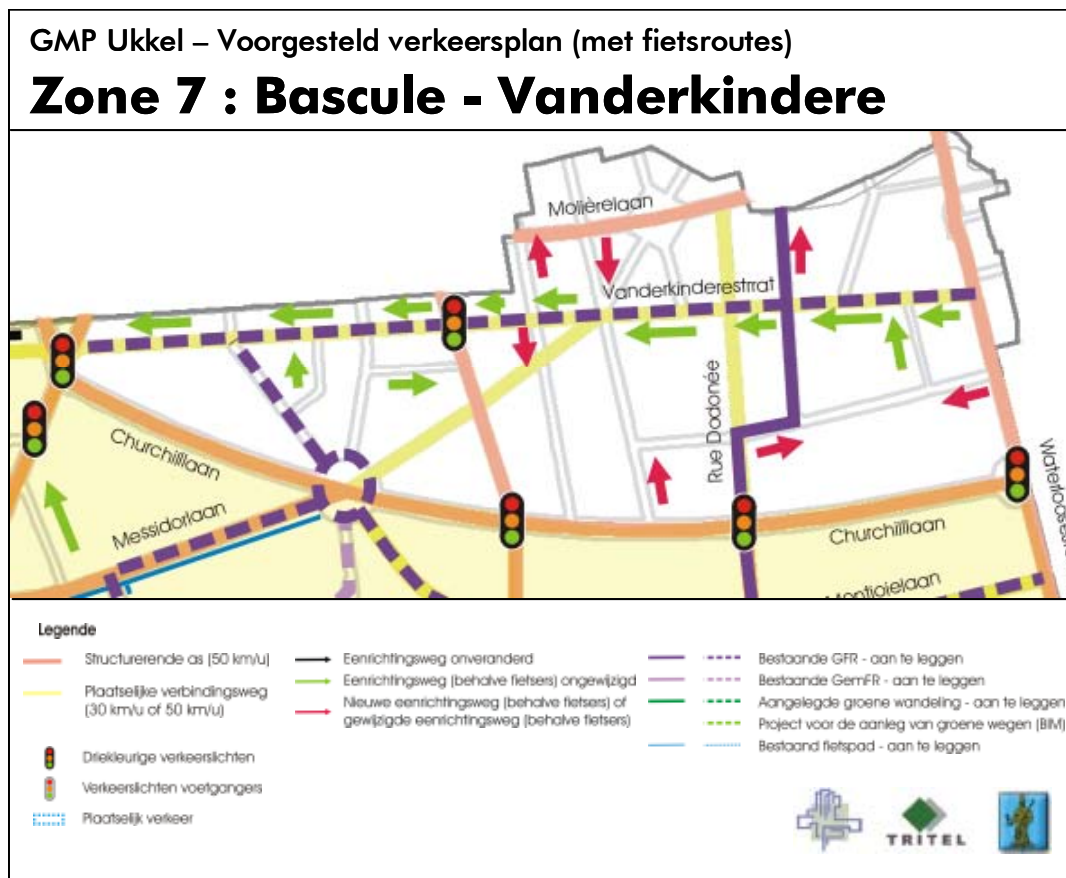 GMP Ukkel – Voorgesteld verkeersplan (met fietsroutes)
Zone 7 : Bascule - Vanderkindere
Molièrelaan
Vanderkinderestrrat
Rue Dodonée
Churchilllaan
Messidorlaan
Churchilllaan
Legende
Structurerende as (50 km/u)
Plaatselijke verbindingsweg
(30 km/u of 50 km/u)
Driekleurige verkeerslichten
Verkeerslichten voetgangers
Plaatselijk verkeer
Eenrichtingsweg onveranderd
Eenrichtingsweg (behalve fietsers) ongewijzigd
Nieuwe eenrichtingsweg (behalve fietsers) of
gewijzigde eenrichtingsweg (behalve fietsers)
Bestaande GFR - aan te leggen
Bestaande GemFR - aan te leggen
Aangelegde groene wandeling - aan te leggen
Project voor de aanleg van groene wegen (BIM)
Bestaand fietspad - aan te leggen
TRITEL